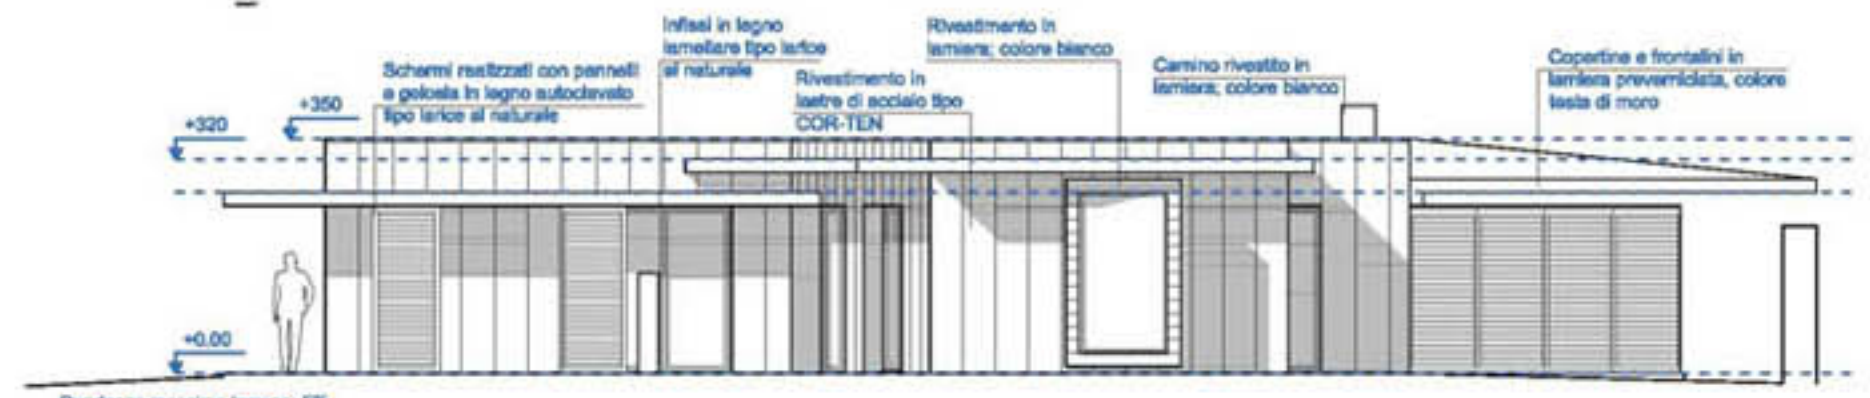 Infissi in legno
lamellare tipo larice
al naturale
Rivestimento in
lamiera; colore bianco
Schermi realizzati con pannelli
a gelosia in legno autoclavato
tipo larice al naturale
Rivestimento in
lastre di acciaio tipo
COR-TEN
Camino rivestito in
lamiera; colore bianco
Copertine e frontalini in
lamiera preverniciata, colore
testa di moro
+350
+320
+0.00